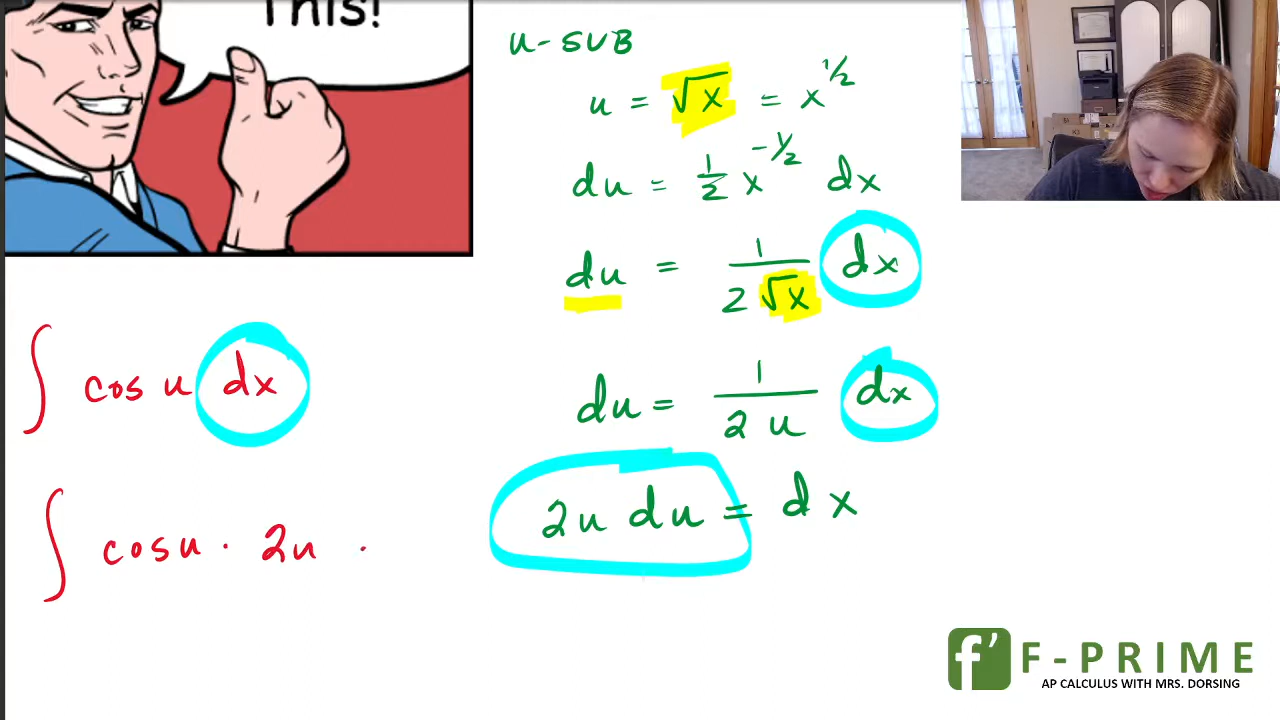 This!
u-SUB
u = √x = x^1/2
du = 1/2 x^-1/2 dx
du = 1/(2√x) dx
∫ cos u dx
du = 1/(2u) dx
2u du = dx
∫ cos u · 2u ·
f' F-PRIME
AP CALCULUS WITH MRS. DORSING